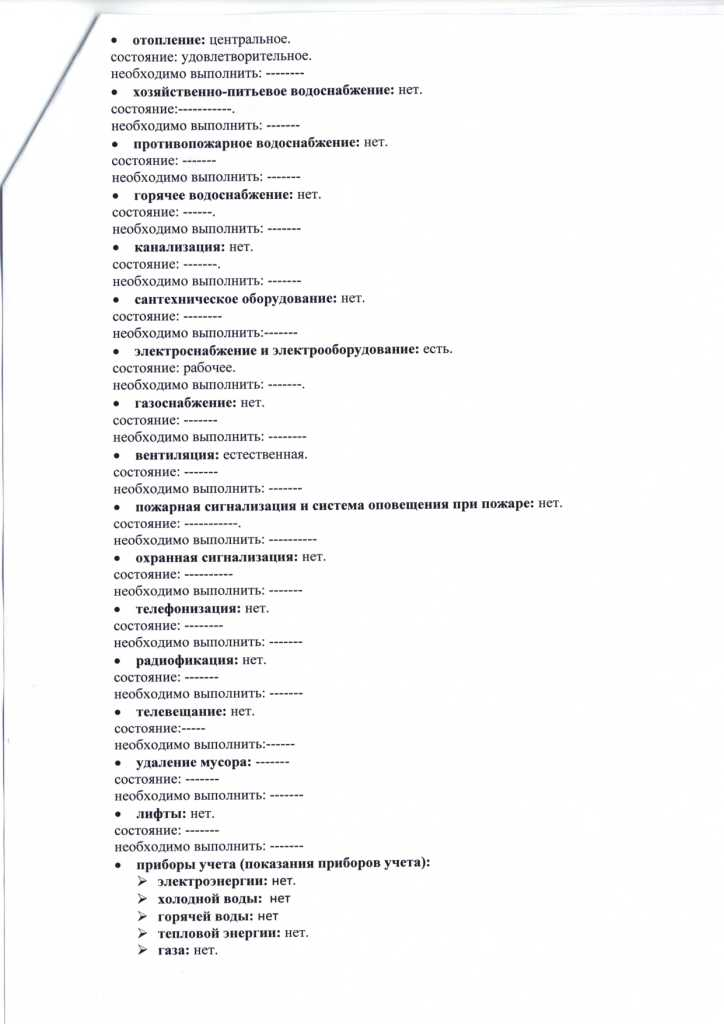 • отопление: центральное.
состояние: удовлетворительное.
необходимо выполнить: --------
• хозяйственно-питьевое водоснабжение: нет.
состояние:-----------.
необходимо выполнить: -------
• противопожарное водоснабжение: нет.
состояние: -------
необходимо выполнить: -------
• горячее водоснабжение: нет.
состояние: ------.
необходимо выполнить: -------
• канализация: нет.
состояние: -------.
необходимо выполнить: -------
• сантехническое оборудование: нет.
состояние: --------
необходимо выполнить:-------
• электроснабжение и электрооборудование: есть.
состояние: рабочее.
необходимо выполнить: -------.
• газоснабжение: нет.
состояние: -------
необходимо выполнить: --------
• вентиляция: естественная.
состояние: -------
необходимо выполнить: -------
• пожарная сигнализация и система оповещения при пожаре: нет.
состояние: -----------.
необходимо выполнить: ----------
• охранная сигнализация: нет.
состояние: ----------
необходимо выполнить: -------
• телефонизация: нет.
состояние: --------
необходимо выполнить: -------
• радиофикация: нет.
состояние: -------
необходимо выполнить: -------
• телевещание: нет.
состояние:-----
необходимо выполнить:------
• удаление мусора: -------
состояние: -------
необходимо выполнить: -------
• лифты: нет.
состояние: -------
необходимо выполнить: -------
• приборы учета (показания приборов учета):
➢ электроэнергии: нет.
➢ холодной воды: нет
➢ горячей воды: нет
➢ тепловой энергии: нет.
➢ газа: нет.